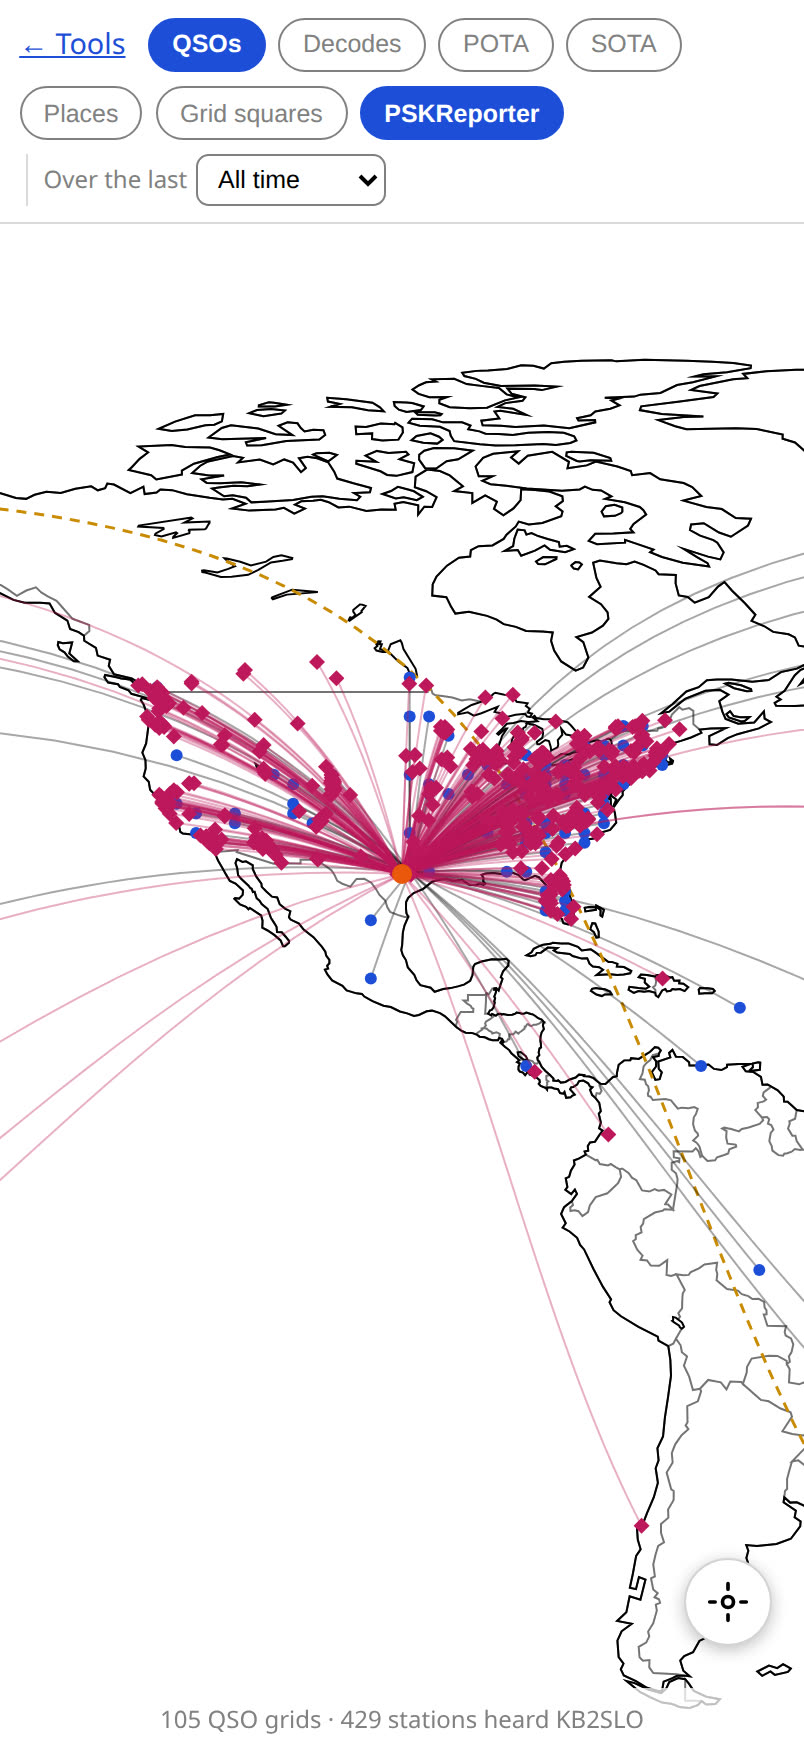 ← Tools QSOs Decodes POTA SOTA
Places Grid squares PSKReporter
Over the last All time
105 QSO grids · 429 stations heard KB2SLO